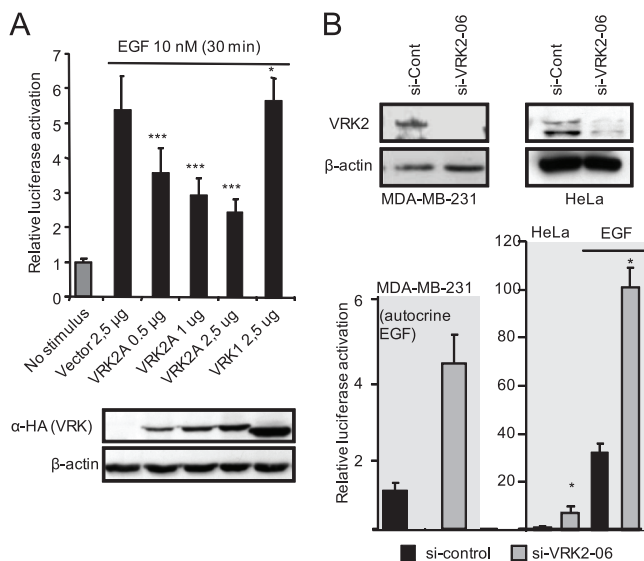 A
EGF 10 nM (30 min)
Relative luciferase activation
7
6
5
4
3
2
1
0
***
***
***
*
No stimulus
Vector 2,5 µg
VRK2A 0.5 µg
VRK2A 1 ug
VRK2A 2,5 ug
VRK1 2,5 ug
α-HA (VRK)
β-actin
B
si-Cont
si-VRK2-06
si-Cont
si-VRK2-06
VRK2
β-actin
MDA-MB-231
HeLa
MDA-MB-231
(autocrine
EGF)
Relative luciferase activation
6
4
2
HeLa
EGF
120
100
80
60
40
20
*
*
si-control
si-VRK2-06